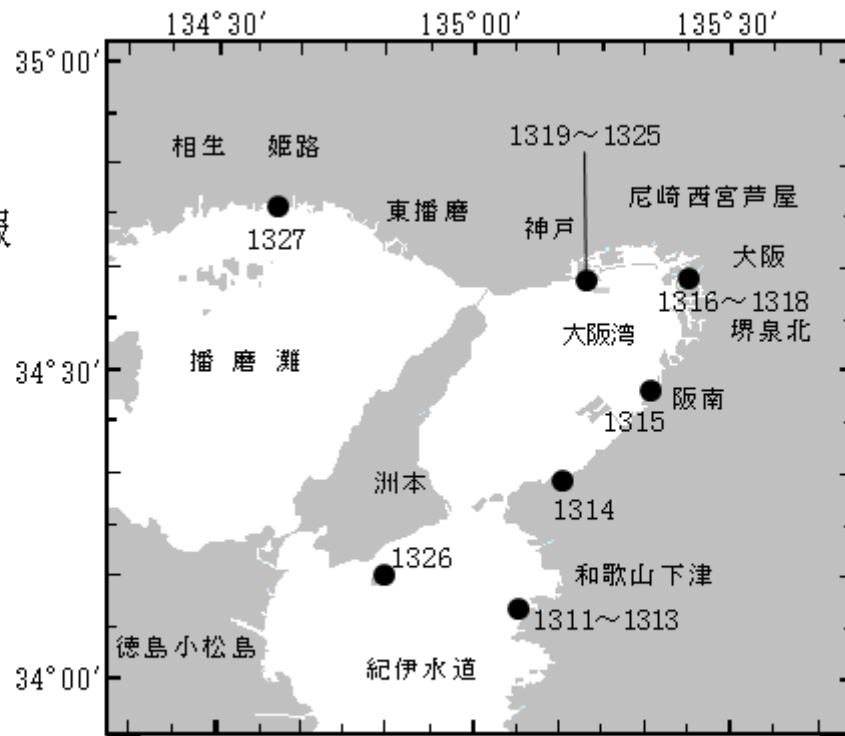 134°30′ 135°00′ 135°30′
35°00′
1319～1325
相生 姫路
尼崎西宮芦屋
東播磨
神戸
報
1327
大阪
1316～1318
堺泉北
大阪湾
播磨灘
34°30′
阪南
1315
洲本
1314
1326
和歌山下津
1311～1313
徳島小松島
紀伊水道
34°00′